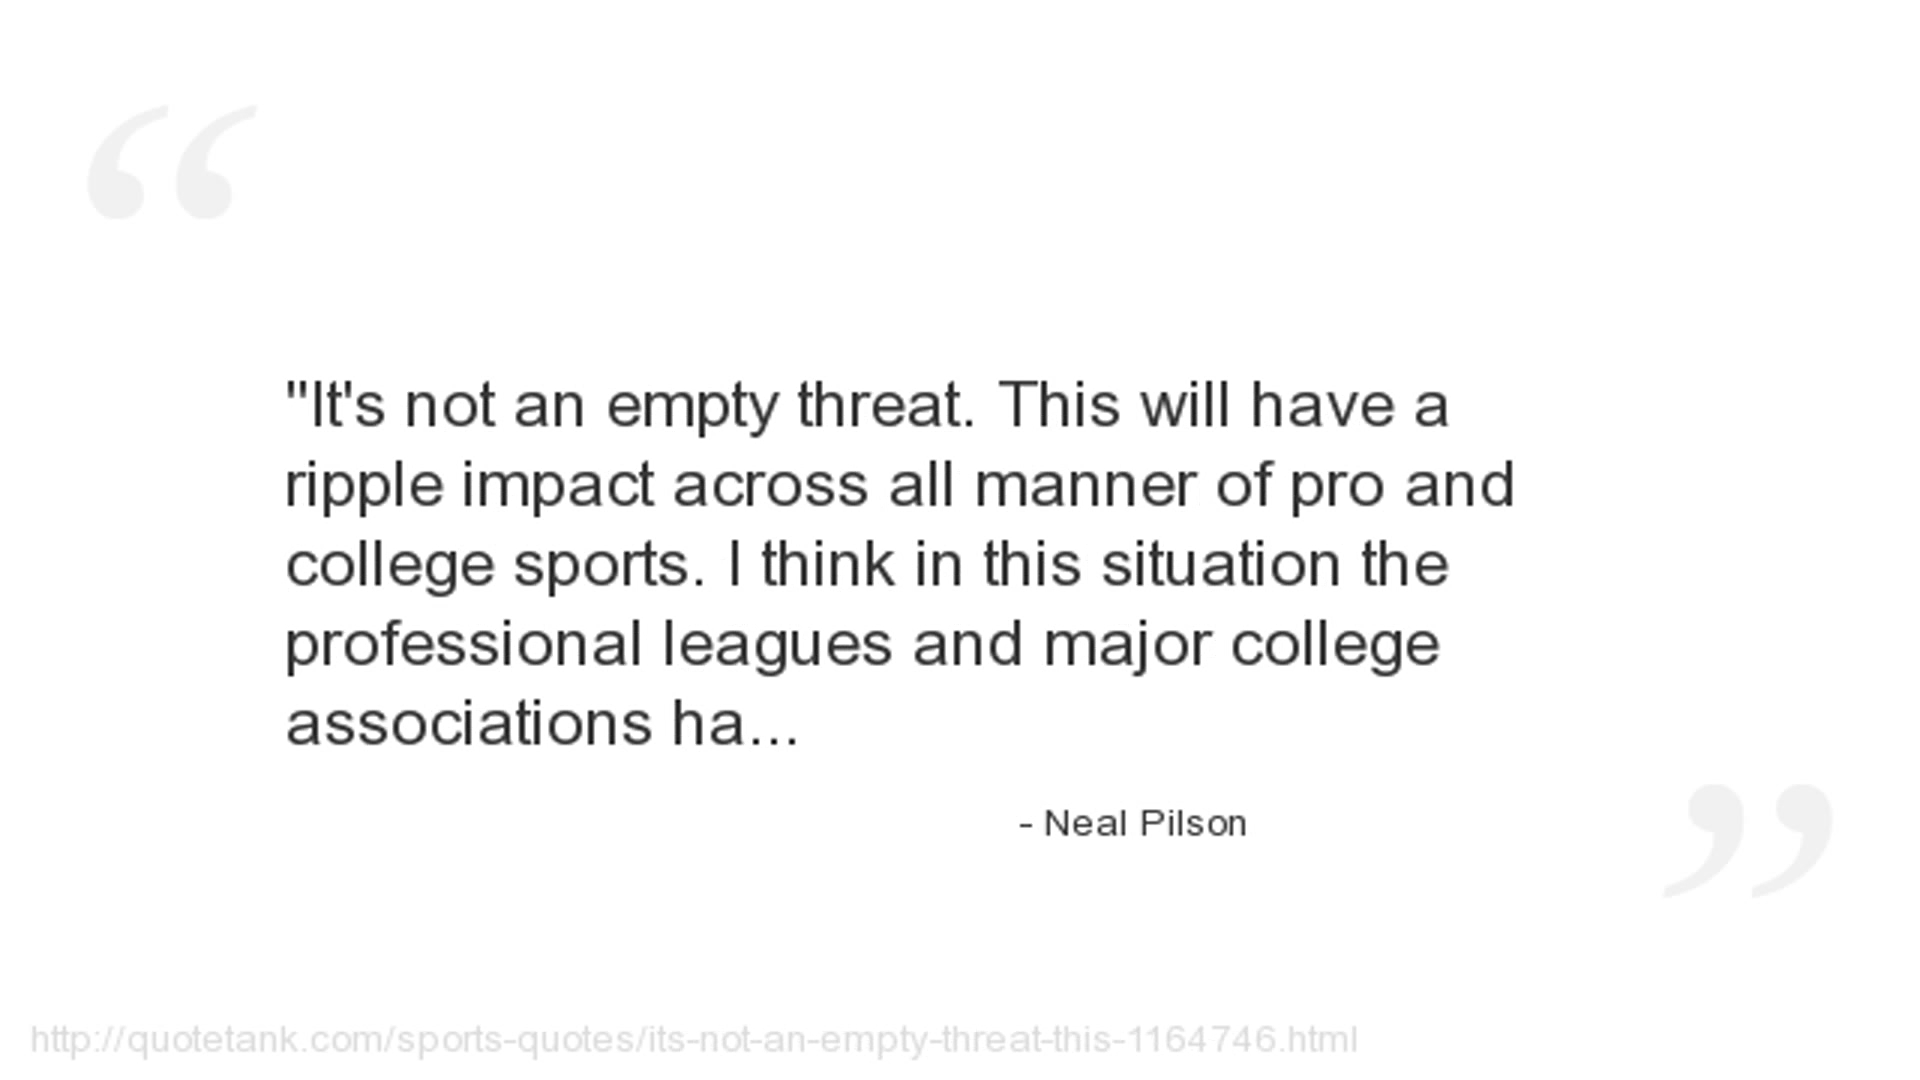 "It's not an empty threat. This will have a
ripple impact across all manner of pro and
college sports. I think in this situation the
professional leagues and major college
associations ha...
- Neal Pilson
http://quotetank.com/sports-quotes/its-not-an-empty-threat-this-1164746.html